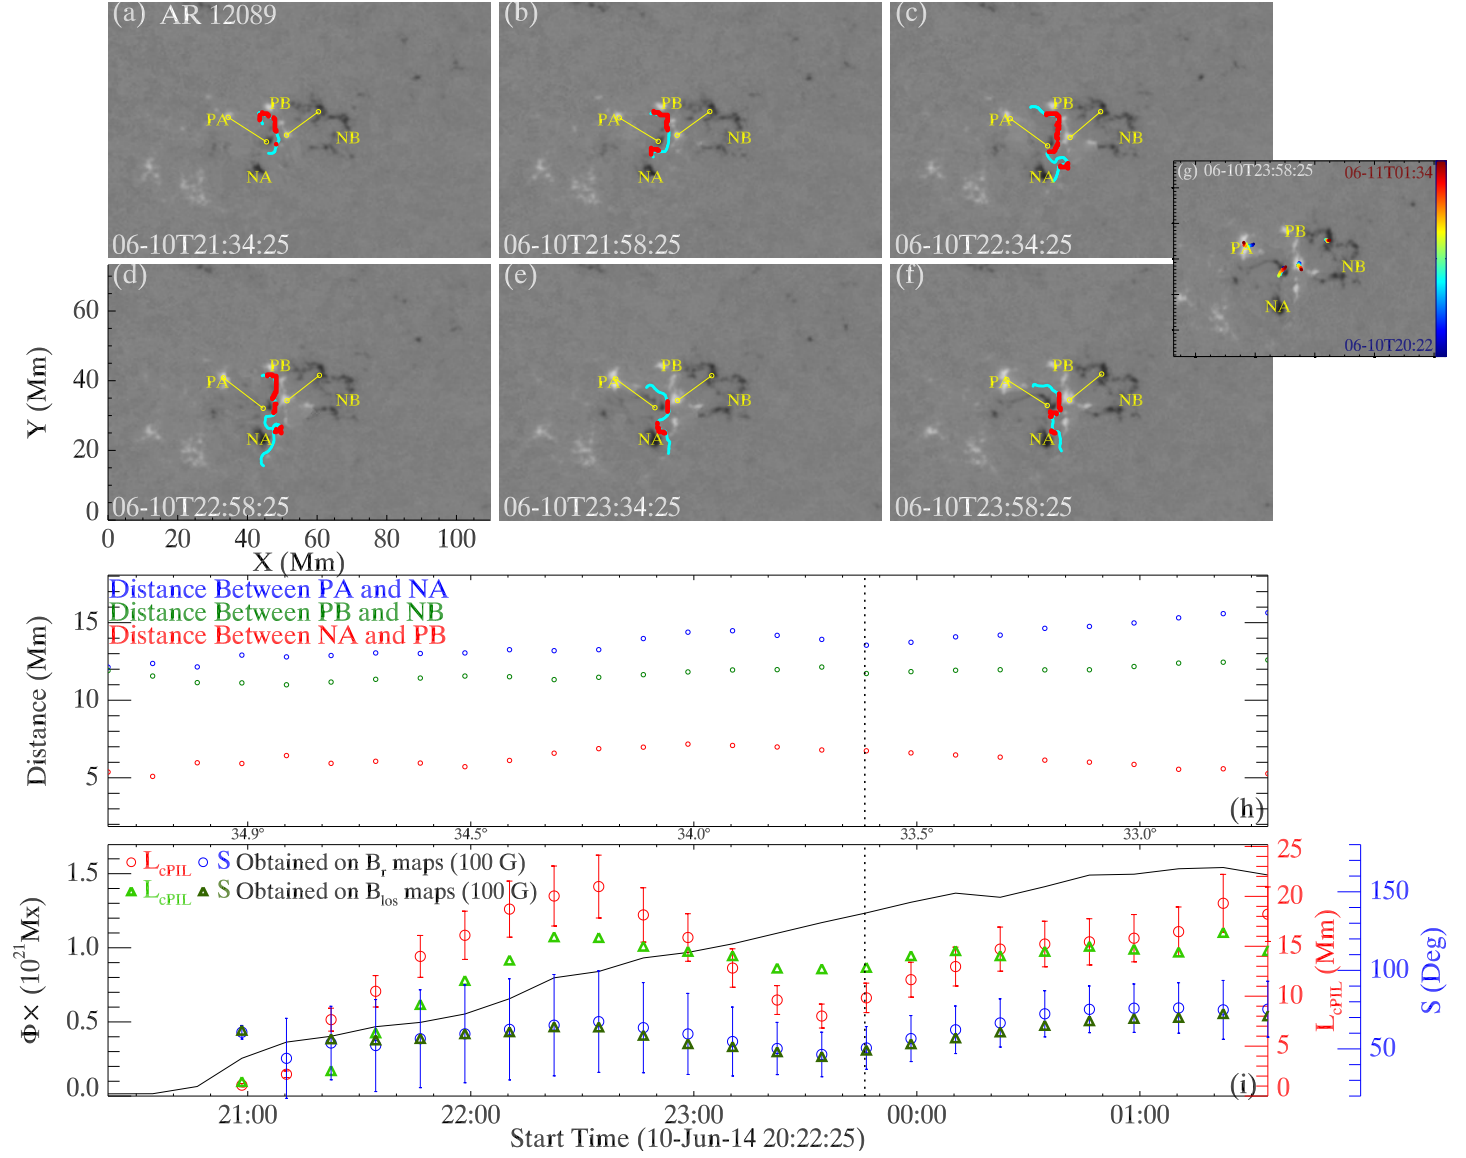 (a) AR 12089
PA
PB
NB
NA
06-10T21:34:25
(b)
PA
PB
NB
NA
06-10T21:58:25
(c)
PA
PB
NB
NA
06-10T22:34:25
(g) 06-10T23:58:25
06-11T01:34
PA
PB
NB
NA
06-10T20:22
(d)
PA
PB
NB
NA
06-10T22:58:25
(e)
PA
PB
NB
NA
06-10T23:34:25
(f)
PA
PB
NB
NA
06-10T23:58:25
Y (Mm)
60
40
20
0
0 20 40 60 80 100
X (Mm)
Distance Between PA and NA
Distance Between PB and NB
Distance Between NA and PB
Distance (Mm)
15
10
5
(h)
34.9° 34.5° 34.0° 33.5° 33.0°
L_cPIL S Obtained on B_r maps (100 G)
L_cPIL S Obtained on B_los maps (100 G)
Φ× (10^21Mx)
1.5
1.0
0.5
0.0
(i)
25
20
15
10
5
0
L_cPIL (Mm)
150
100
50
S (Deg)
21:00 22:00 23:00 00:00 01:00
Start Time (10-Jun-14 20:22:25)